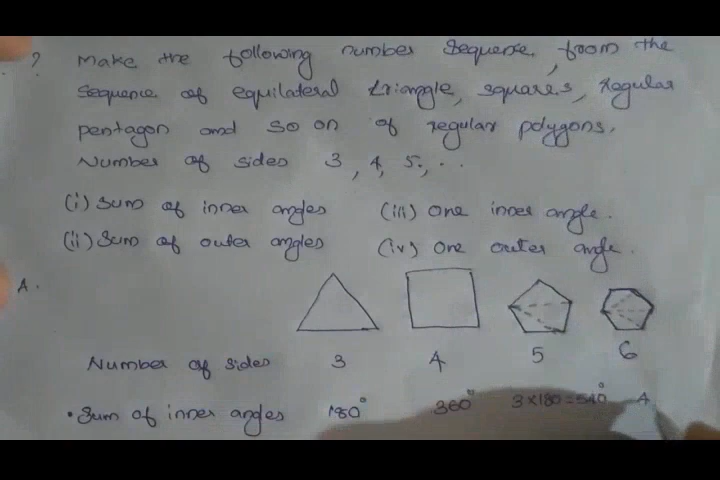 ? Make the following number sequence, from the
sequence of equilateral triangle, squares, regular
pentagon and so on of regular polygons.
Number of sides 3, 4, 5, ...
(i) sum of inner angles (iii) one inner angle.
(ii) sum of outer angles (iv) one outer angle.
A.
Number of sides 3 4 5 6
• Sum of inner angles 180° 360° 3×180=540° 4